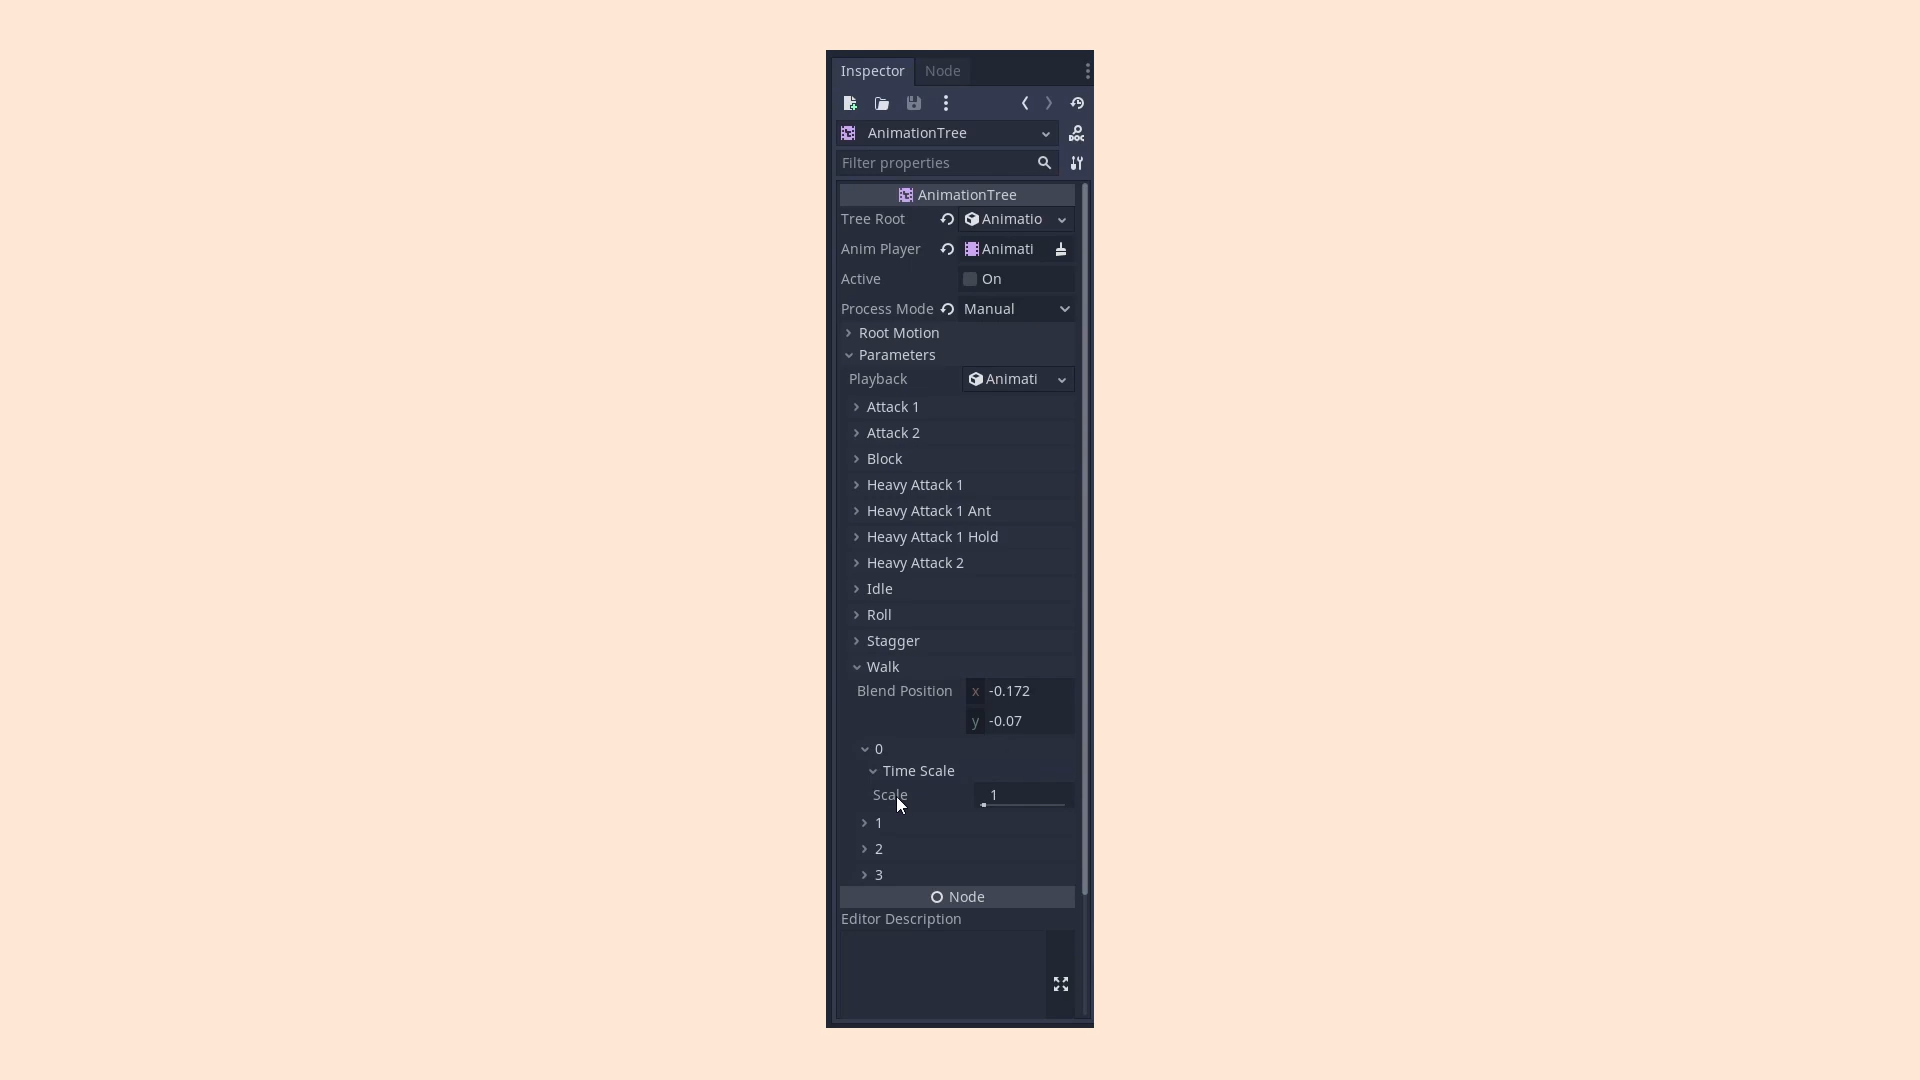 Inspector Node
AnimationTree
DOC
Filter properties
AnimationTree
Tree Root Animatio
Anim Player Animati
Active On
Process Mode Manual
Root Motion
Parameters
Playback Animati
Attack 1
Attack 2
Block
Heavy Attack 1
Heavy Attack 1 Ant
Heavy Attack 1 Hold
Heavy Attack 2
Idle
Roll
Stagger
Walk
Blend Position x -0.172
y -0.07
0
Time Scale
Scale 1
1
2
3
Node
Editor Description